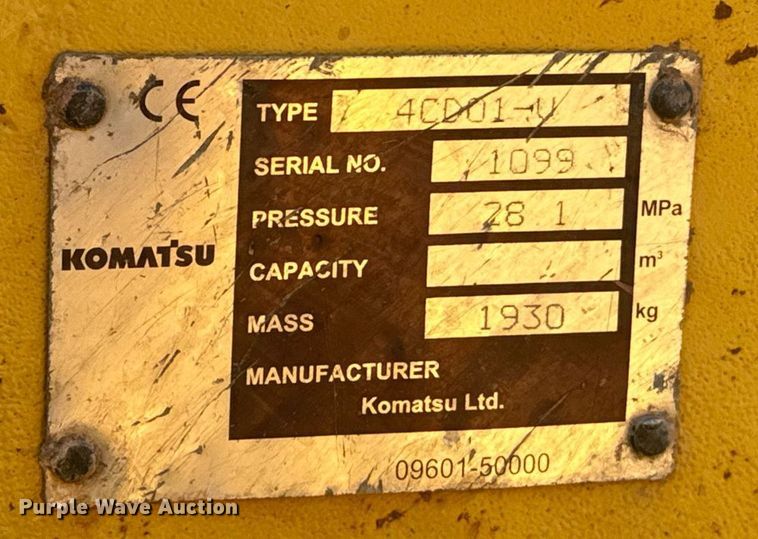 CE
TYPE 4CD01-U
SERIAL NO. 1099
PRESSURE 28 1 MPa
KOMATSU
CAPACITY m³
MASS 1930 kg
MANUFACTURER
Komatsu Ltd.
09601-50000
Purple Wave Auction